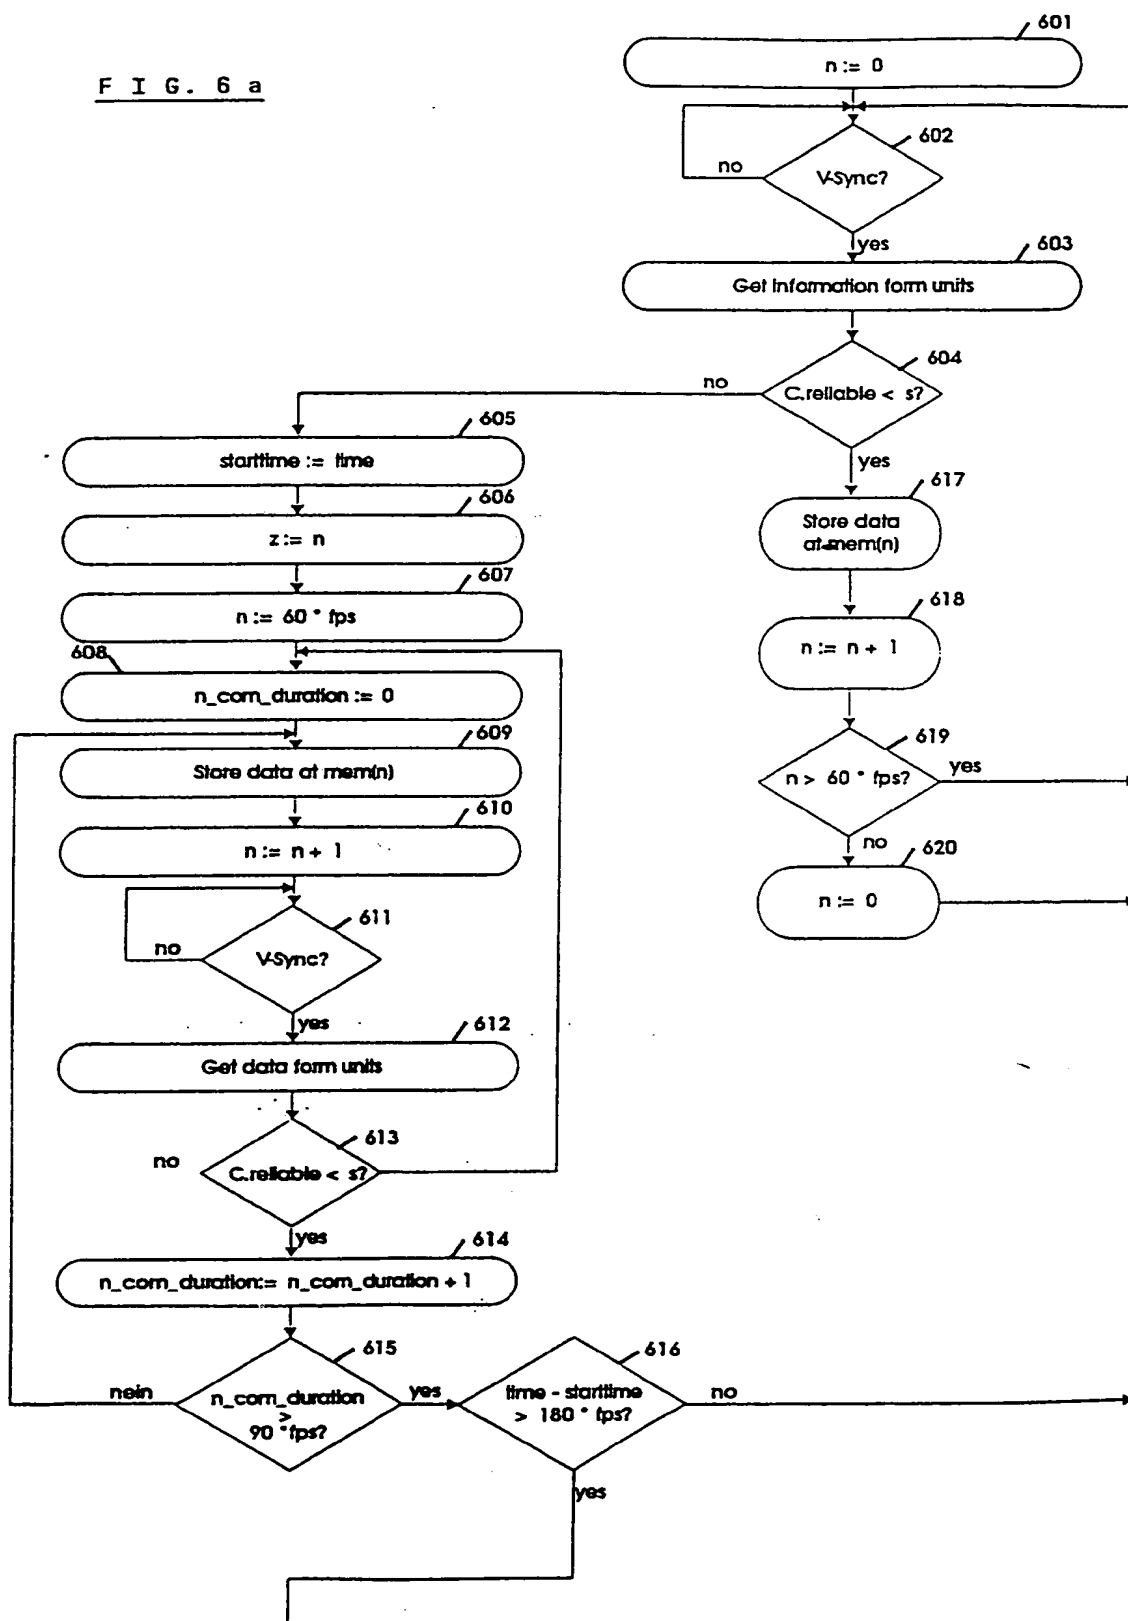 F I G. 6 a
601
n := 0
602
V-Sync?
no
yes
603
Get information form units
604
C.reliable < s?
no
yes
605
starttime := time
606
z := n
607
n := 60 * fps
608
n_com_duration := 0
609
Store data at mem(n)
610
n := n + 1
611
V-Sync?
no
yes
612
Get data form units
613
C.reliable < s?
no
yes
614
n_com_duration:= n_com_duration + 1
615
n_com_duration
>
90 * fps?
nein
yes
616
time - starttime
> 180 * fps?
no
yes
617
Store data
at mem(n)
618
n := n + 1
619
n > 60 * fps?
yes
no
620
n := 0